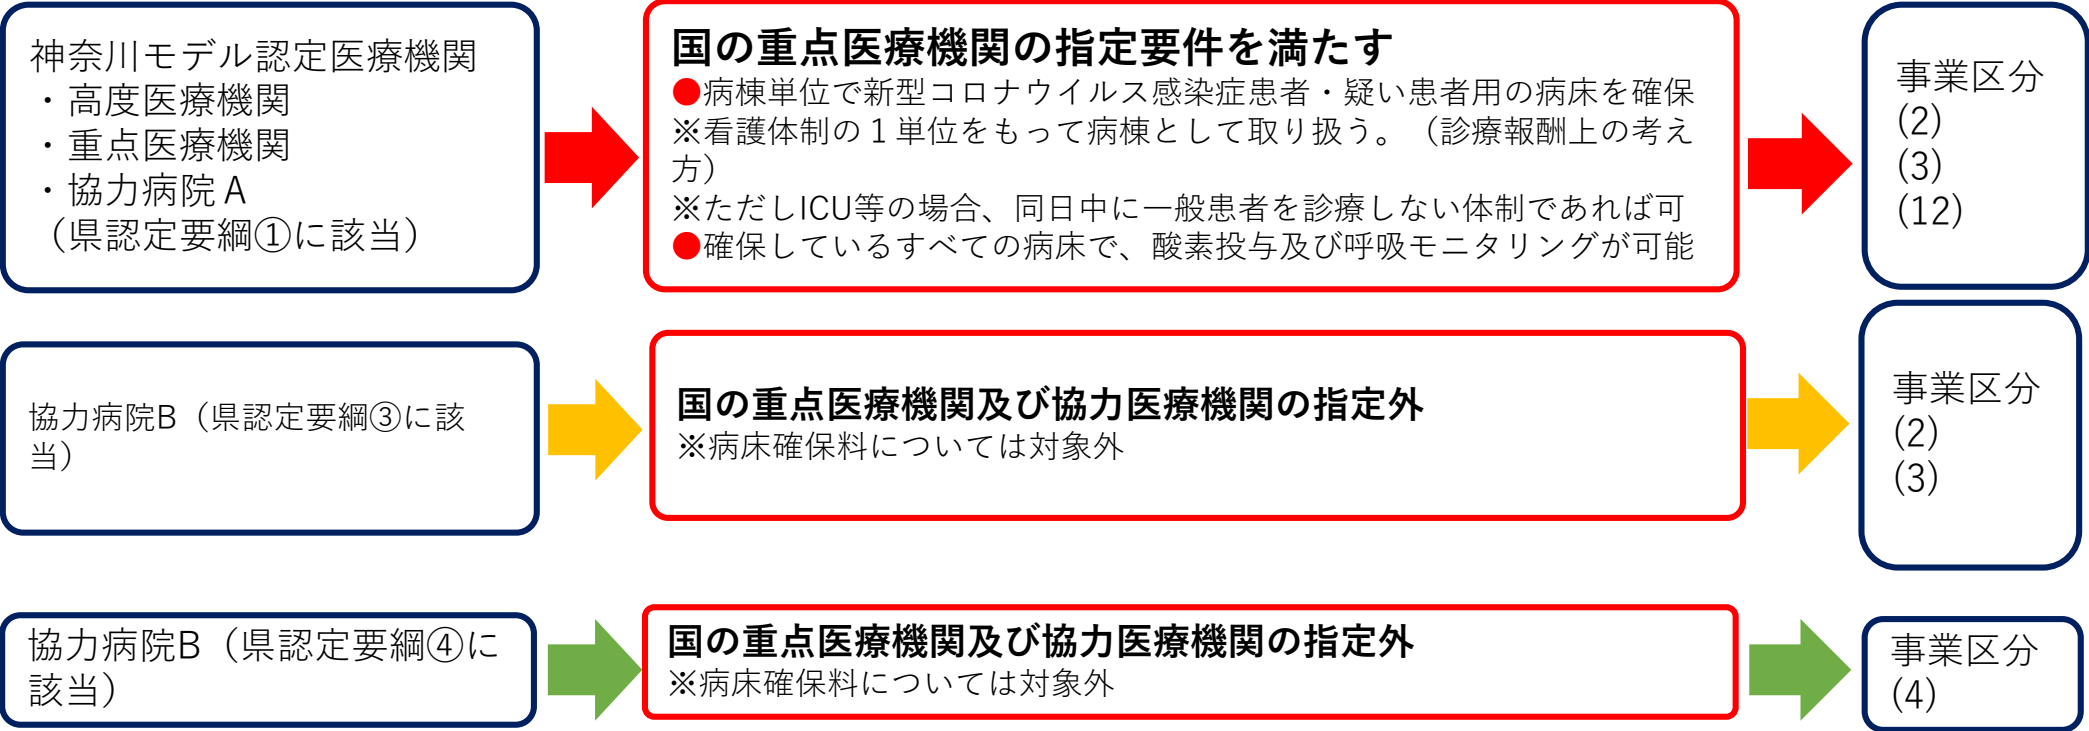 神奈川モデル認定医療機関
・高度医療機関
・重点医療機関
・協力病院Ａ
（県認定要綱①に該当）
国の重点医療機関の指定要件を満たす
●病棟単位で新型コロナウイルス感染症患者・疑い患者用の病床を確保
※看護体制の１単位をもって病棟として取り扱う。（診療報酬上の考え
方）
※ただしICU等の場合、同日中に一般患者を診療しない体制であれば可
●確保しているすべての病床で、酸素投与及び呼吸モニタリングが可能
事業区分
(2)
(3)
(12)
協力病院B（県認定要綱③に該
当）
国の重点医療機関及び協力医療機関の指定外
※病床確保料については対象外
事業区分
(2)
(3)
協力病院B（県認定要綱④に
該当）
国の重点医療機関及び協力医療機関の指定外
※病床確保料については対象外
事業区分
(4)